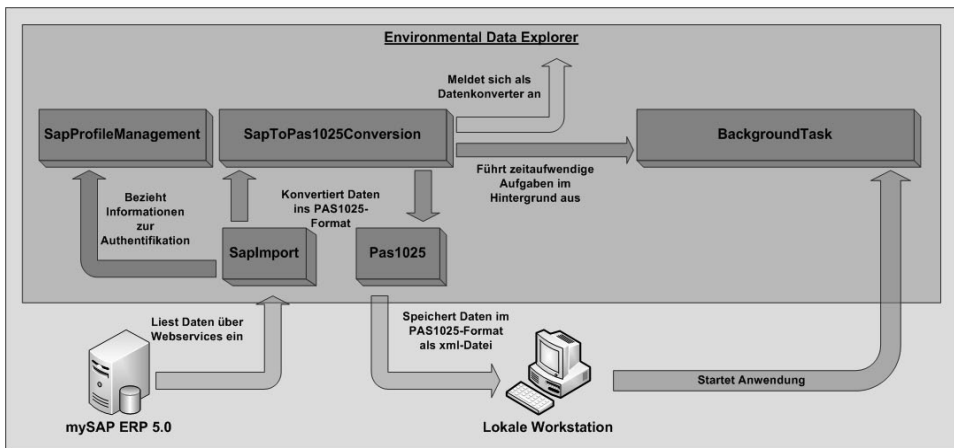 Environmental Data Explorer
Meldet sich als
Datenkonverter an
SapProfileManagement
SapToPas1025Conversion
BackgroundTask
Führt zeitaufwendige
Aufgaben im
Hintergrund aus
Bezieht
Informationen
zur
Authentifikation
Konvertiert Daten
ins PAS1025-
Format
SapImport
Pas1025
Liest Daten über
Webservices ein
Speichert Daten im
PAS1025-Format
als xml-Datei
Startet Anwendung
mySAP ERP 5.0
Lokale Workstation